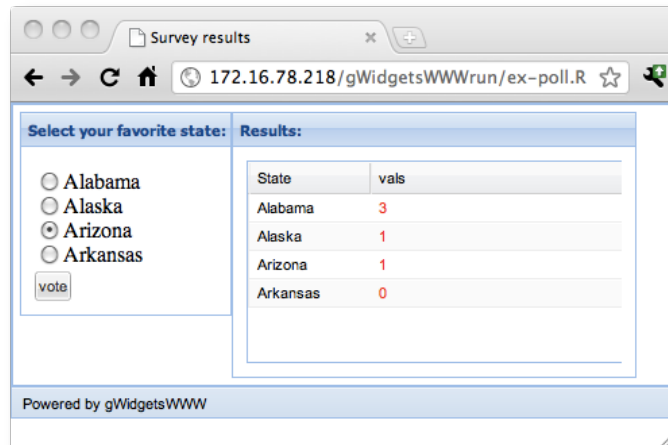 Survey results
172.16.78.218/gWidgetsWWWrun/ex-poll.R
Select your favorite state:
Alabama
Alaska
Arizona
Arkansas
vote
Results:
State vals
Alabama 3
Alaska 1
Arizona 1
Arkansas 0
Powered by gWidgetsWWW